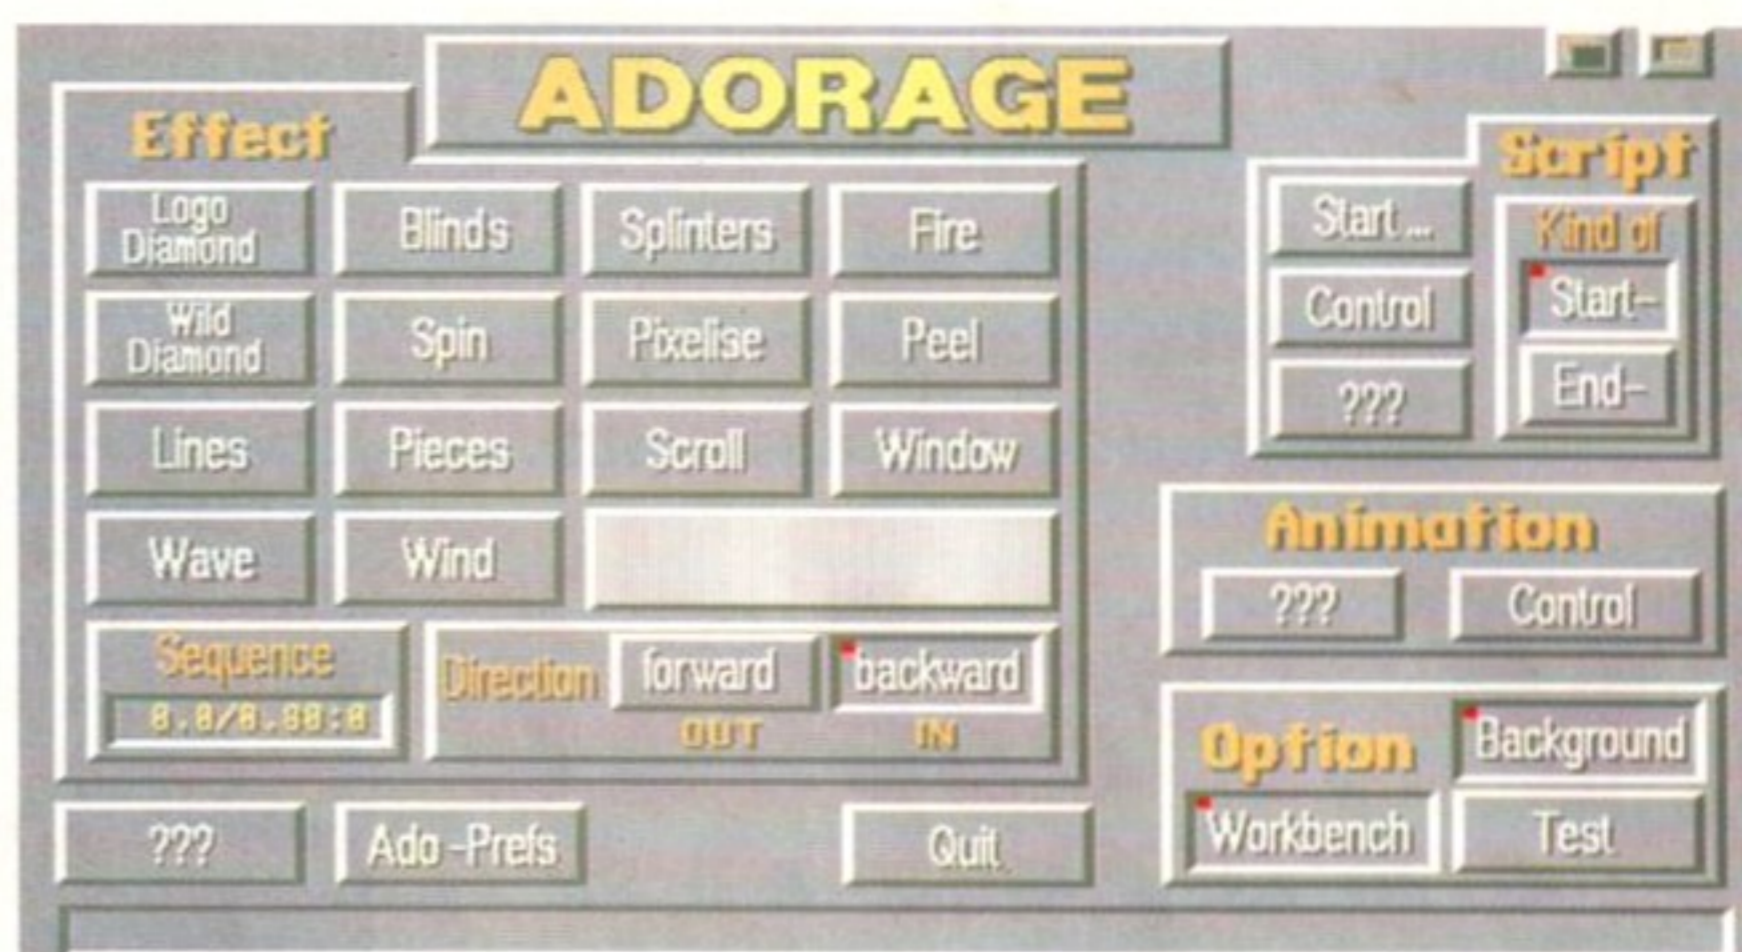 ADORAGE
Effect
Logo
Diamond
Blinds
Splinters
Fire
Wild
Diamond
Spin
Pixelise
Peel
Lines
Pieces
Scroll
Window
Wave
Wind
Sequence
Direction
forward
backward
OUT
IN
???
Ado-Prefs
Quit
Script
Start...
Kind of
Start-
Control
End-
???
Animation
???
Control
Option
Background
Workbench
Test